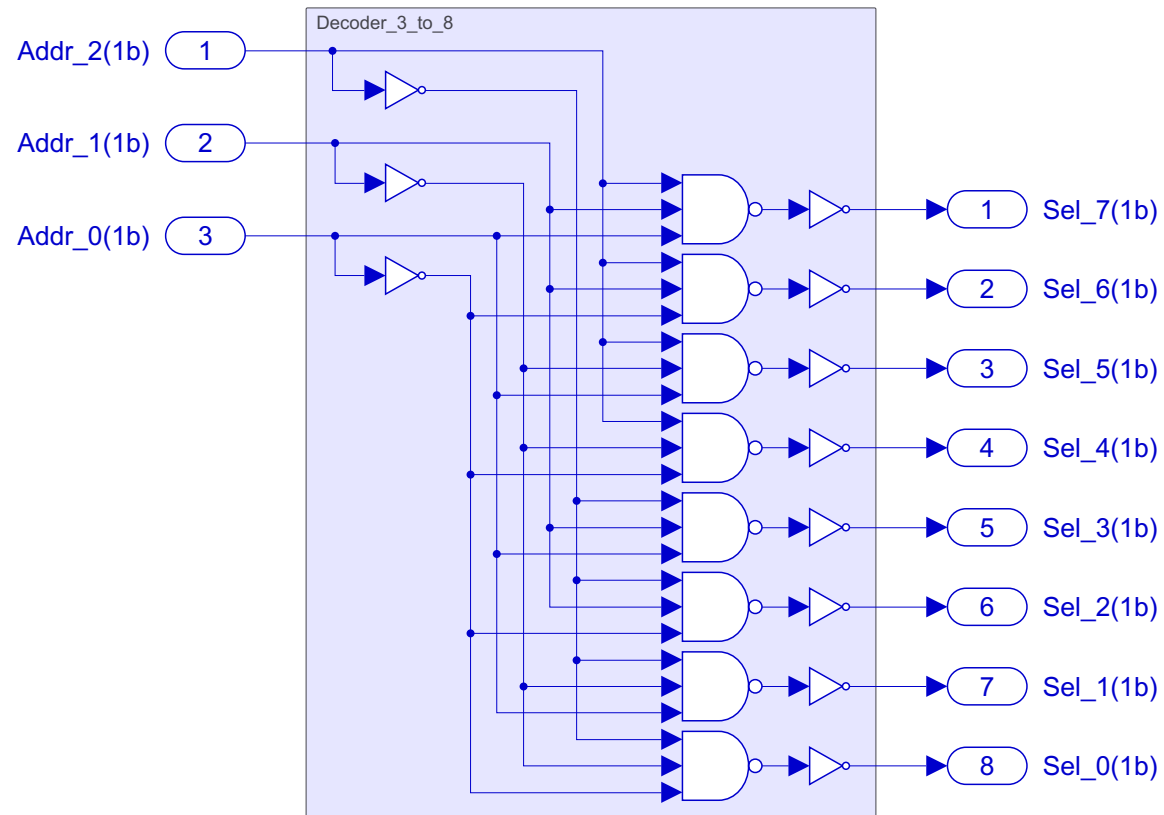 Decoder_3_to_8
Addr_2(1b) 1
Addr_1(1b) 2
Addr_0(1b) 3
1 Sel_7(1b)
2 Sel_6(1b)
3 Sel_5(1b)
4 Sel_4(1b)
5 Sel_3(1b)
6 Sel_2(1b)
7 Sel_1(1b)
8 Sel_0(1b)